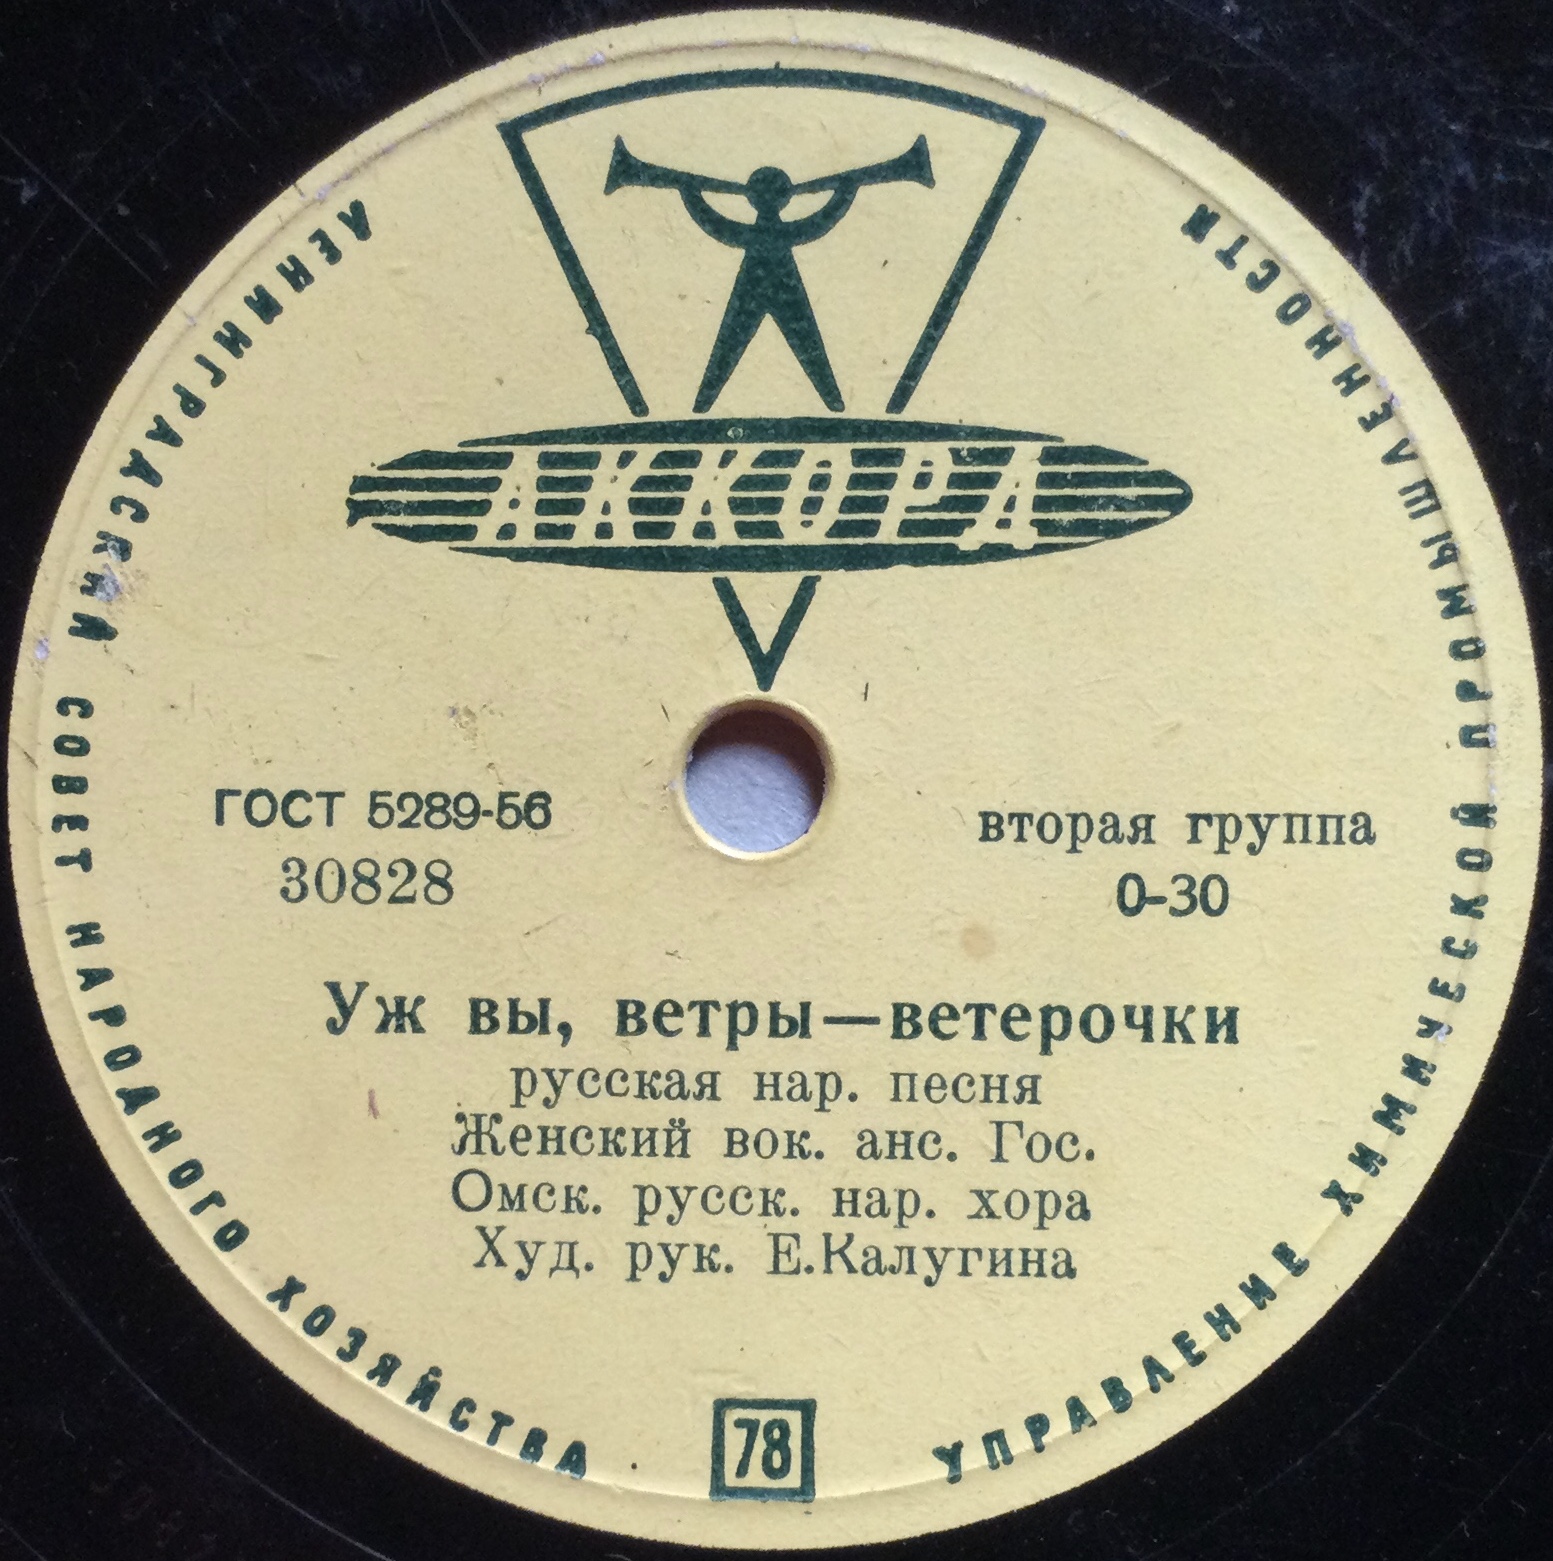 АККОРД
ЛЕНИНГРАДСКИЙ СОВЕТ НАРОДНОГО ХОЗЯЙСТВА
УПРАВЛЕНИЕ ХИМИЧЕСКОЙ ПРОМЫШЛЕННОСТИ
ГОСТ 5289-56
30828
вторая группа
0-30
Уж вы, ветры—ветерочки
русская нар. песня
Женский вок. анс. Гос.
Омск. русск. нар. хора
Худ. рук. Е.Калугина
78